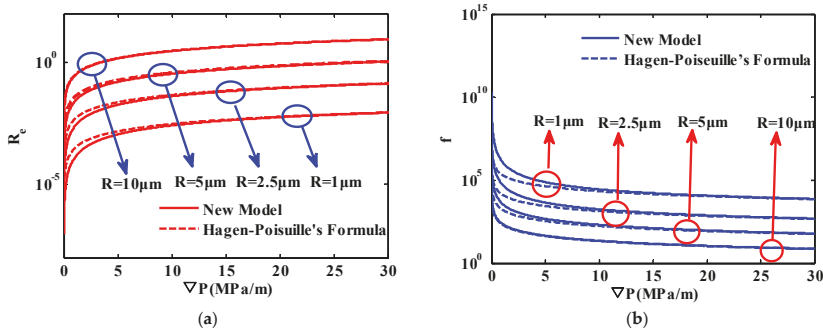 10^0
10^-5
R_e
R=10μm R=5μm R=2.5μm R=1μm
New Model
Hagen-Poisuille's Formula
0 5 10 15 20 25 30
∇P(MPa/m)
(a)
10^15
10^10
10^5
10^0
f
New Model
Hagen-Poiseuille's Formula
R=1μm R=2.5μm R=5μm R=10μm
0 5 10 15 20 25 30
∇P(MPa/m)
(b)